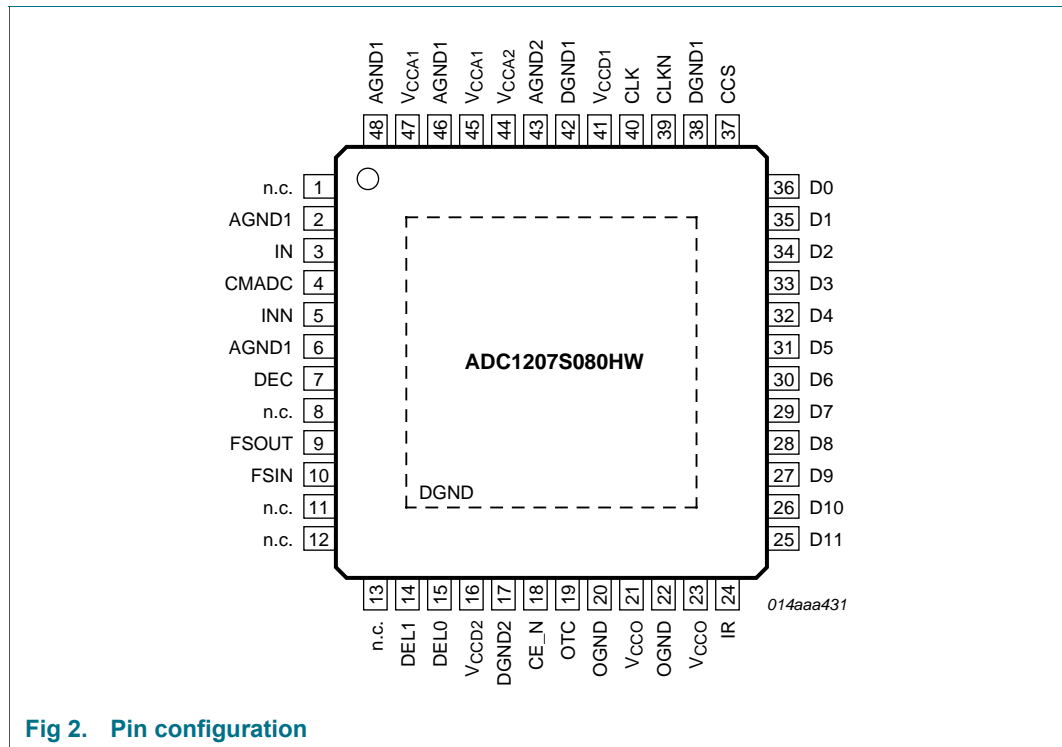 AGND1 VCCA1 AGND1 VCCA1 VCCA2 AGND2 DGND1 VCCD1 CLK CLKN DGND1 CCS
48 47 46 45 44 43 42 41 40 39 38 37
n.c. 1 36 D0
AGND1 2 35 D1
IN 3 34 D2
CMADC 4 33 D3
INN 5 32 D4
AGND1 6 31 D5
ADC1207S080HW
DEC 7 30 D6
n.c. 8 29 D7
FSOUT 9 28 D8
FSIN 10 27 D9
DGND
n.c. 11 26 D10
n.c. 12 25 D11
13 14 15 16 17 18 19 20 21 22 23 24
n.c. DEL1 DEL0 VCCD2 DGND2 CE_N OTC OGND VCCO OGND VCCO IR
014aaa431
Fig 2. Pin configuration